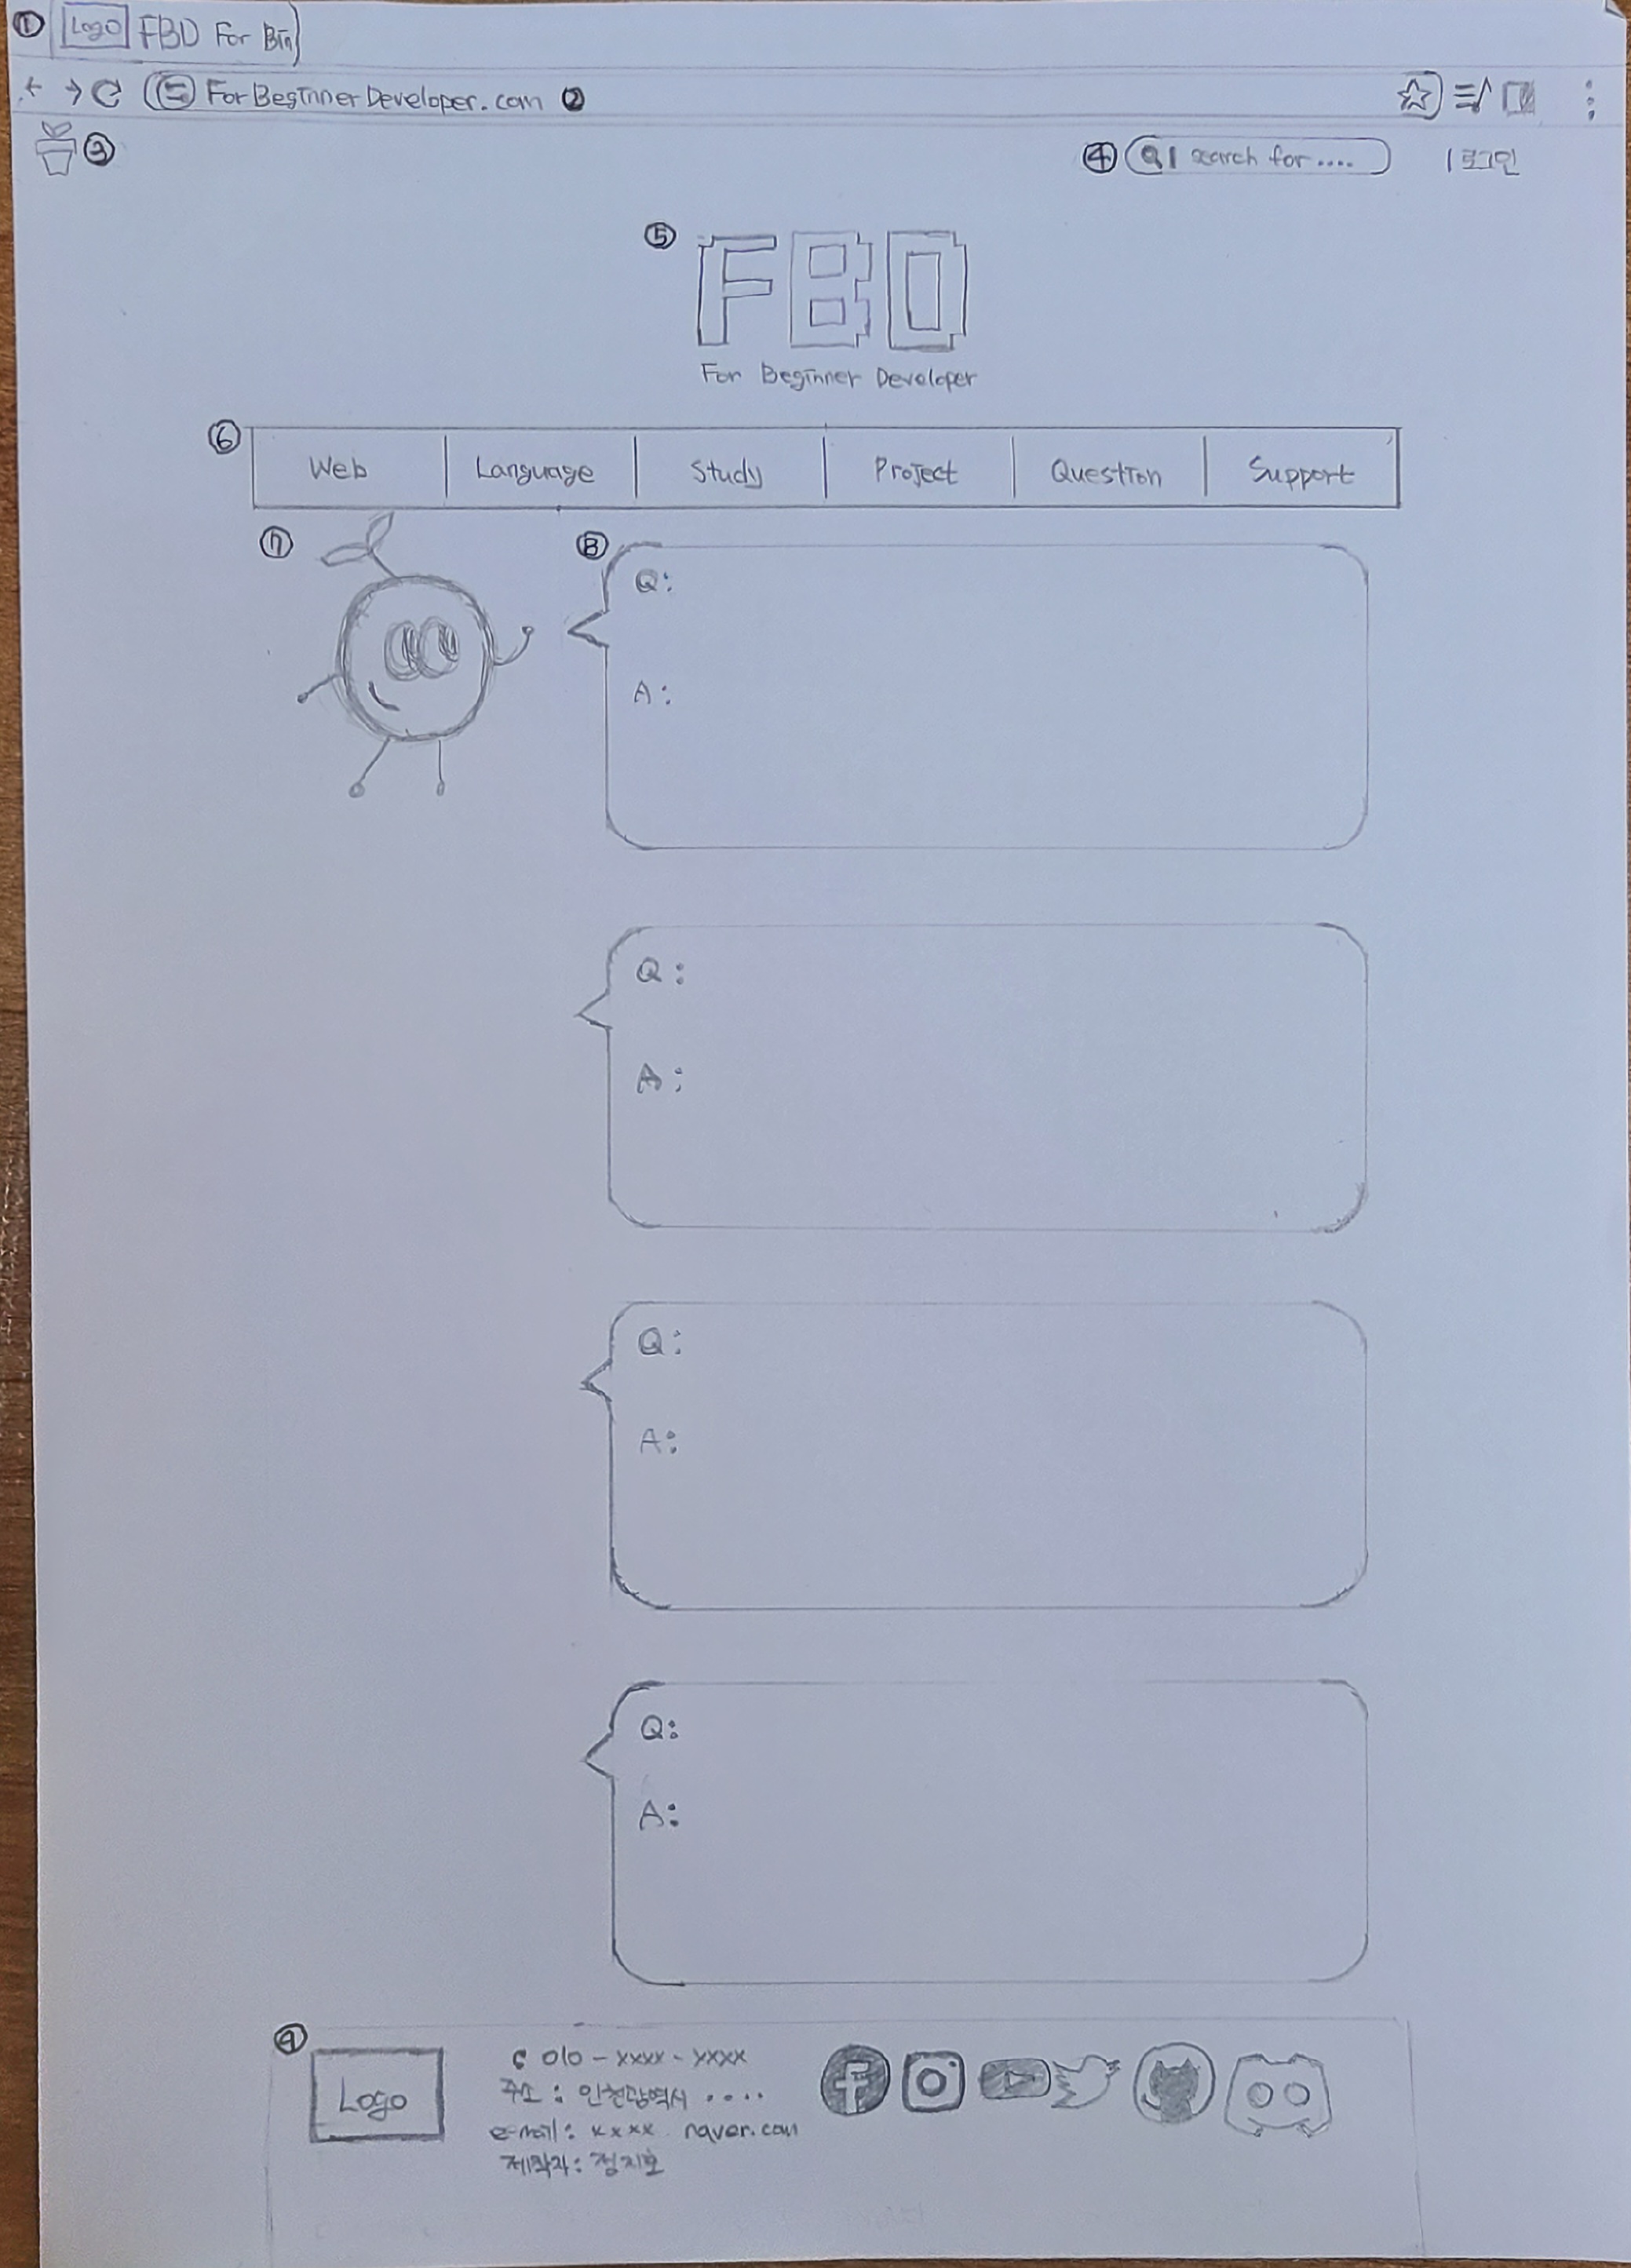 ① Logo FBD For Bin
ForBeginnerDeveloper.com ②
③
④ search for.... | 로그인
⑤ FBD
For Beginner Developer
⑥ Web Language Study Project Question Support
⑦ ⑧ Q:
A:
Q:
A:
Q:
A:
Q:
A:
⑨ Logo
010-xxxx-xxxx
주소: 인천광역시 ....
e-mail: xxxx naver.com
제작자: 정지호